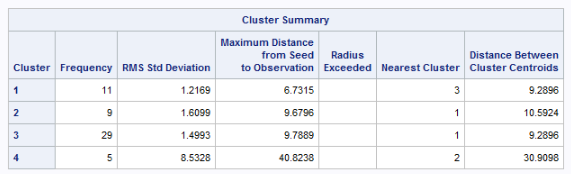 Cluster Summary
Cluster Frequency RMS Std Deviation Maximum Distance from Seed to Observation Radius Exceeded Nearest Cluster Distance Between Cluster Centroids
1 11 1.2169 6.7315 3 9.2896
2 9 1.6099 9.6796 1 10.5924
3 29 1.4993 9.7889 1 9.2896
4 5 8.5328 40.8238 2 30.9098